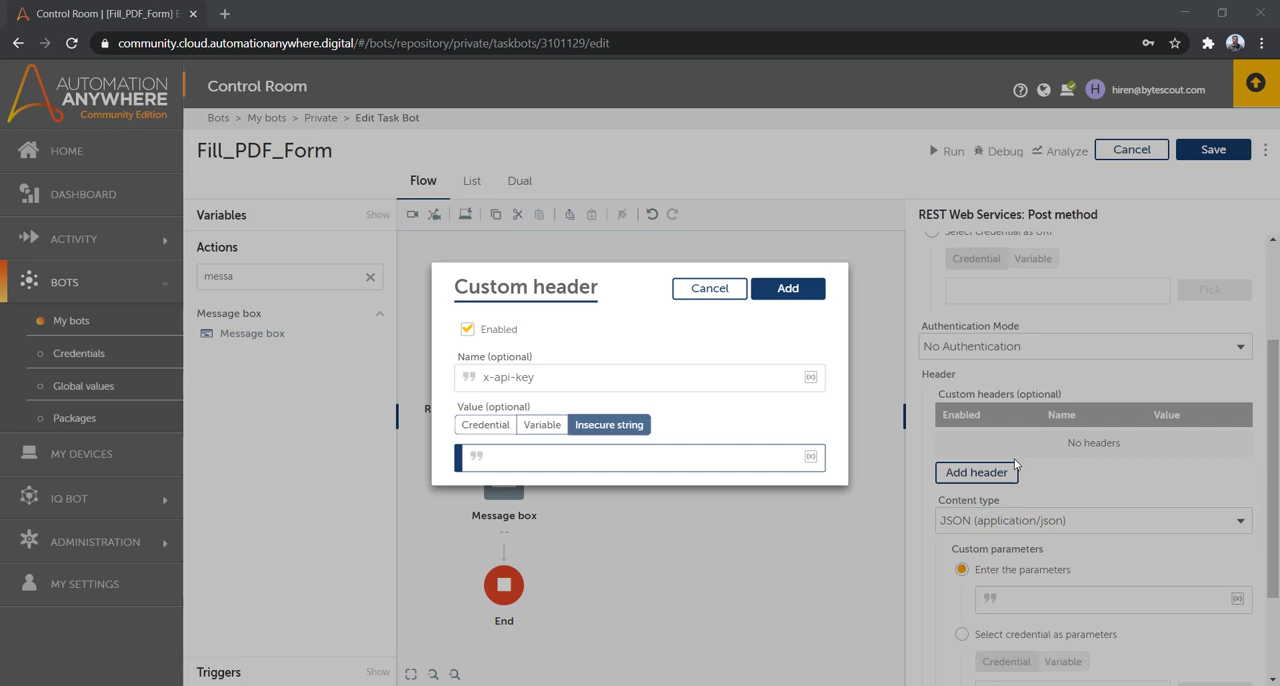 Control Room | [Fill_PDF_Form] E
community.cloud.automationanywhere.digital/#/bots/repository/private/taskbots/3101129/edit
AUTOMATION
ANYWHERE
Community Edition
Control Room
H
hiren@bytescout.com
Bots > My bots > Private > Edit Task Bot
Fill_PDF_Form
Run
Debug
Analyze
Cancel
Save
Flow
List
Dual
HOME
DASHBOARD
ACTIVITY
BOTS
My bots
Credentials
Global values
Packages
MY DEVICES
IQ BOT
ADMINISTRATION
MY SETTINGS
Variables
Show
Actions
messa
Message box
Message box
Triggers
Show
R
Message box
--
End
Custom header
Cancel
Add
Enabled
Name (optional)
x-api-key
Value (optional)
Credential
Variable
Insecure string
REST Web Services: Post method
Select credential as URI
Credential
Variable
Pick...
Authentication Mode
No Authentication
Header
Custom headers (optional)
Enabled
Name
Value
No headers
Add header
Content type
JSON (application/json)
Custom parameters
Enter the parameters
Select credential as parameters
Credential
Variable